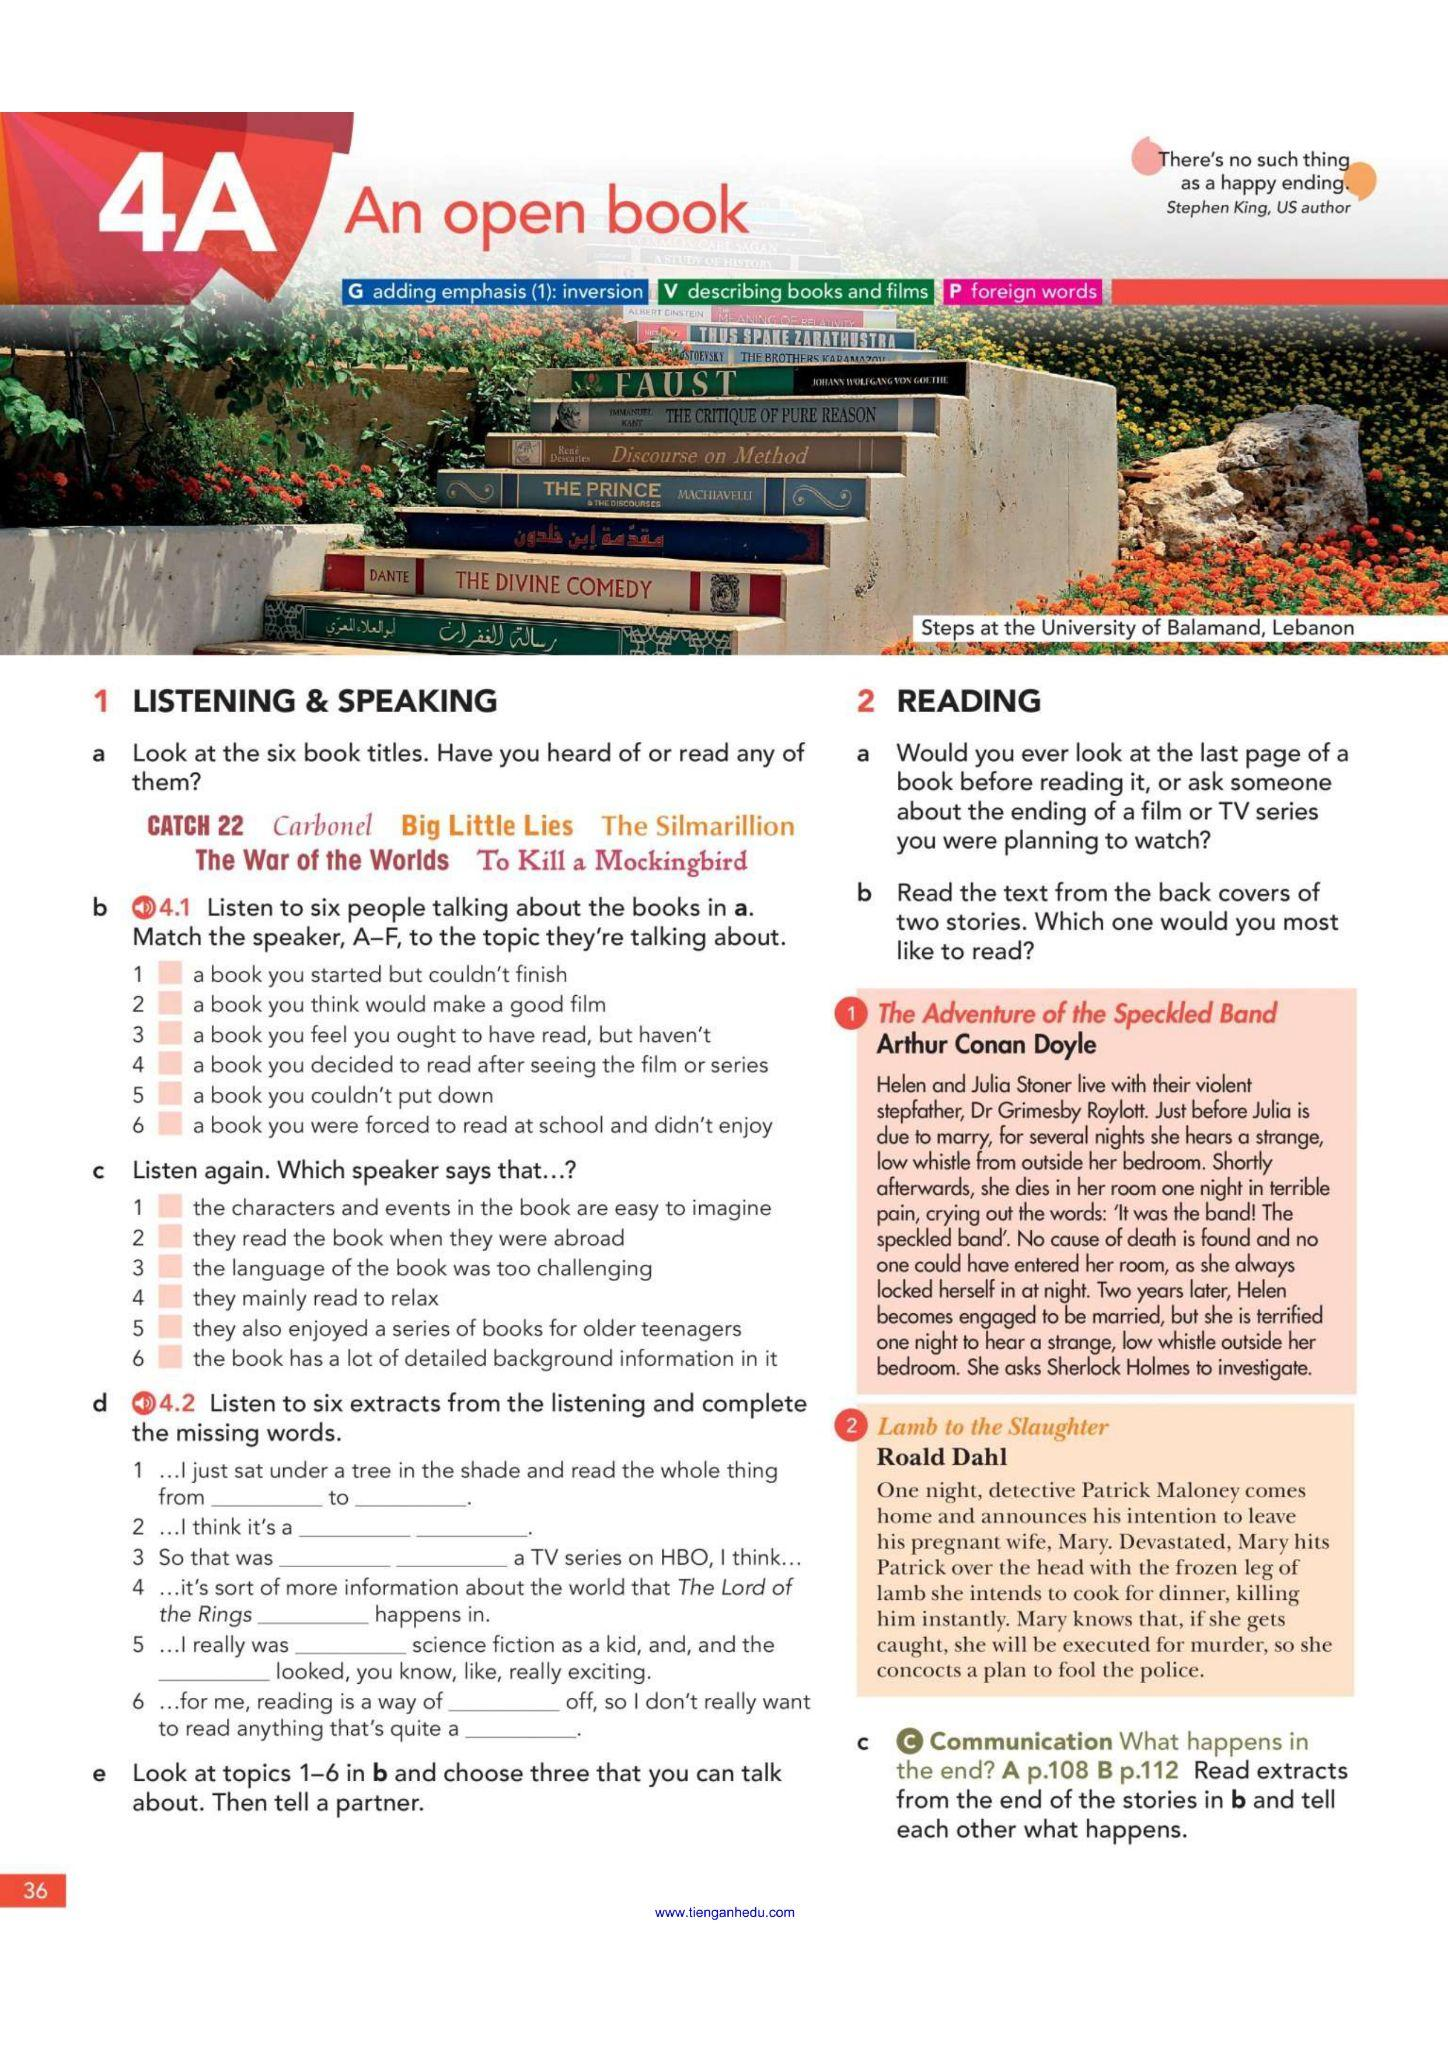 4A
An open book
There's no such thing
as a happy ending.
Stephen King, US author
G adding emphasis (1): inversion V describing books and films P foreign words
A STUDY OF HISTORY
ALBERT EINSTEIN MEANING OF RELATIVITY
THUS SPAKE ZARATHUSTRA
THE BROTHERS KARAMAZOV
FAUST JOHANN WOLFGANG VON GOETHE
IMMANUEL KANT THE CRITIQUE OF PURE REASON
René Descartes Discourse on Method
THE PRINCE & THE DISCOURSES MACHIAVELLI
مقدّمة إبن خلدون
DANTE THE DIVINE COMEDY
أبو العلاء المعرّي رسالة الغفران
Steps at the University of Balamand, Lebanon
1 LISTENING & SPEAKING
a Look at the six book titles. Have you heard of or read any of
them?
CATCH 22 Carbonel Big Little Lies The Silmarillion
The War of the Worlds To Kill a Mockingbird
b 4.1 Listen to six people talking about the books in a.
Match the speaker, A–F, to the topic they're talking about.
1 a book you started but couldn't finish
2 a book you think would make a good film
3 a book you feel you ought to have read, but haven't
4 a book you decided to read after seeing the film or series
5 a book you couldn't put down
6 a book you were forced to read at school and didn't enjoy
c Listen again. Which speaker says that…?
1 the characters and events in the book are easy to imagine
2 they read the book when they were abroad
3 the language of the book was too challenging
4 they mainly read to relax
5 they also enjoyed a series of books for older teenagers
6 the book has a lot of detailed background information in it
d 4.2 Listen to six extracts from the listening and complete
the missing words.
1 …I just sat under a tree in the shade and read the whole thing
from __________ to __________.
2 …I think it's a __________ __________.
3 So that was __________ __________ a TV series on HBO, I think…
4 …it's sort of more information about the world that The Lord of
the Rings __________ happens in.
5 …I really was __________ science fiction as a kid, and, and the
__________ looked, you know, like, really exciting.
6 …for me, reading is a way of __________ off, so I don't really want
to read anything that's quite a __________.
e Look at topics 1–6 in b and choose three that you can talk
about. Then tell a partner.
2 READING
a Would you ever look at the last page of a
book before reading it, or ask someone
about the ending of a film or TV series
you were planning to watch?
b Read the text from the back covers of
two stories. Which one would you most
like to read?
1 The Adventure of the Speckled Band
Arthur Conan Doyle
Helen and Julia Stoner live with their violent
stepfather, Dr Grimesby Roylott. Just before Julia is
due to marry, for several nights she hears a strange,
low whistle from outside her bedroom. Shortly
afterwards, she dies in her room one night in terrible
pain, crying out the words: 'It was the band! The
speckled band'. No cause of death is found and no
one could have entered her room, as she always
locked herself in at night. Two years later, Helen
becomes engaged to be married, but she is terrified
one night to hear a strange, low whistle outside her
bedroom. She asks Sherlock Holmes to investigate.
2 Lamb to the Slaughter
Roald Dahl
One night, detective Patrick Maloney comes
home and announces his intention to leave
his pregnant wife, Mary. Devastated, Mary hits
Patrick over the head with the frozen leg of
lamb she intends to cook for dinner, killing
him instantly. Mary knows that, if she gets
caught, she will be executed for murder, so she
concocts a plan to fool the police.
c C Communication What happens in
the end? A p.108 B p.112 Read extracts
from the end of the stories in b and tell
each other what happens.
36
www.tienganhedu.com